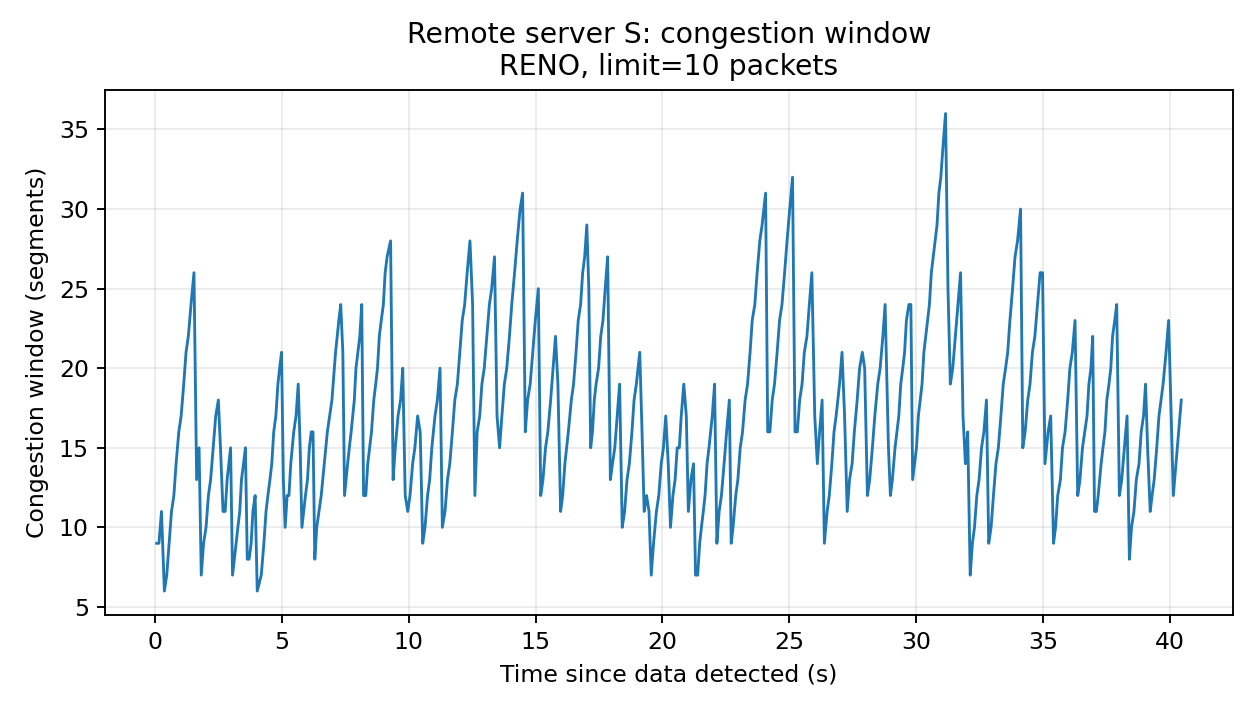 Remote server S: congestion window
RENO, limit=10 packets
Congestion window (segments)
35
30
25
20
15
10
5
0 5 10 15 20 25 30 35 40
Time since data detected (s)